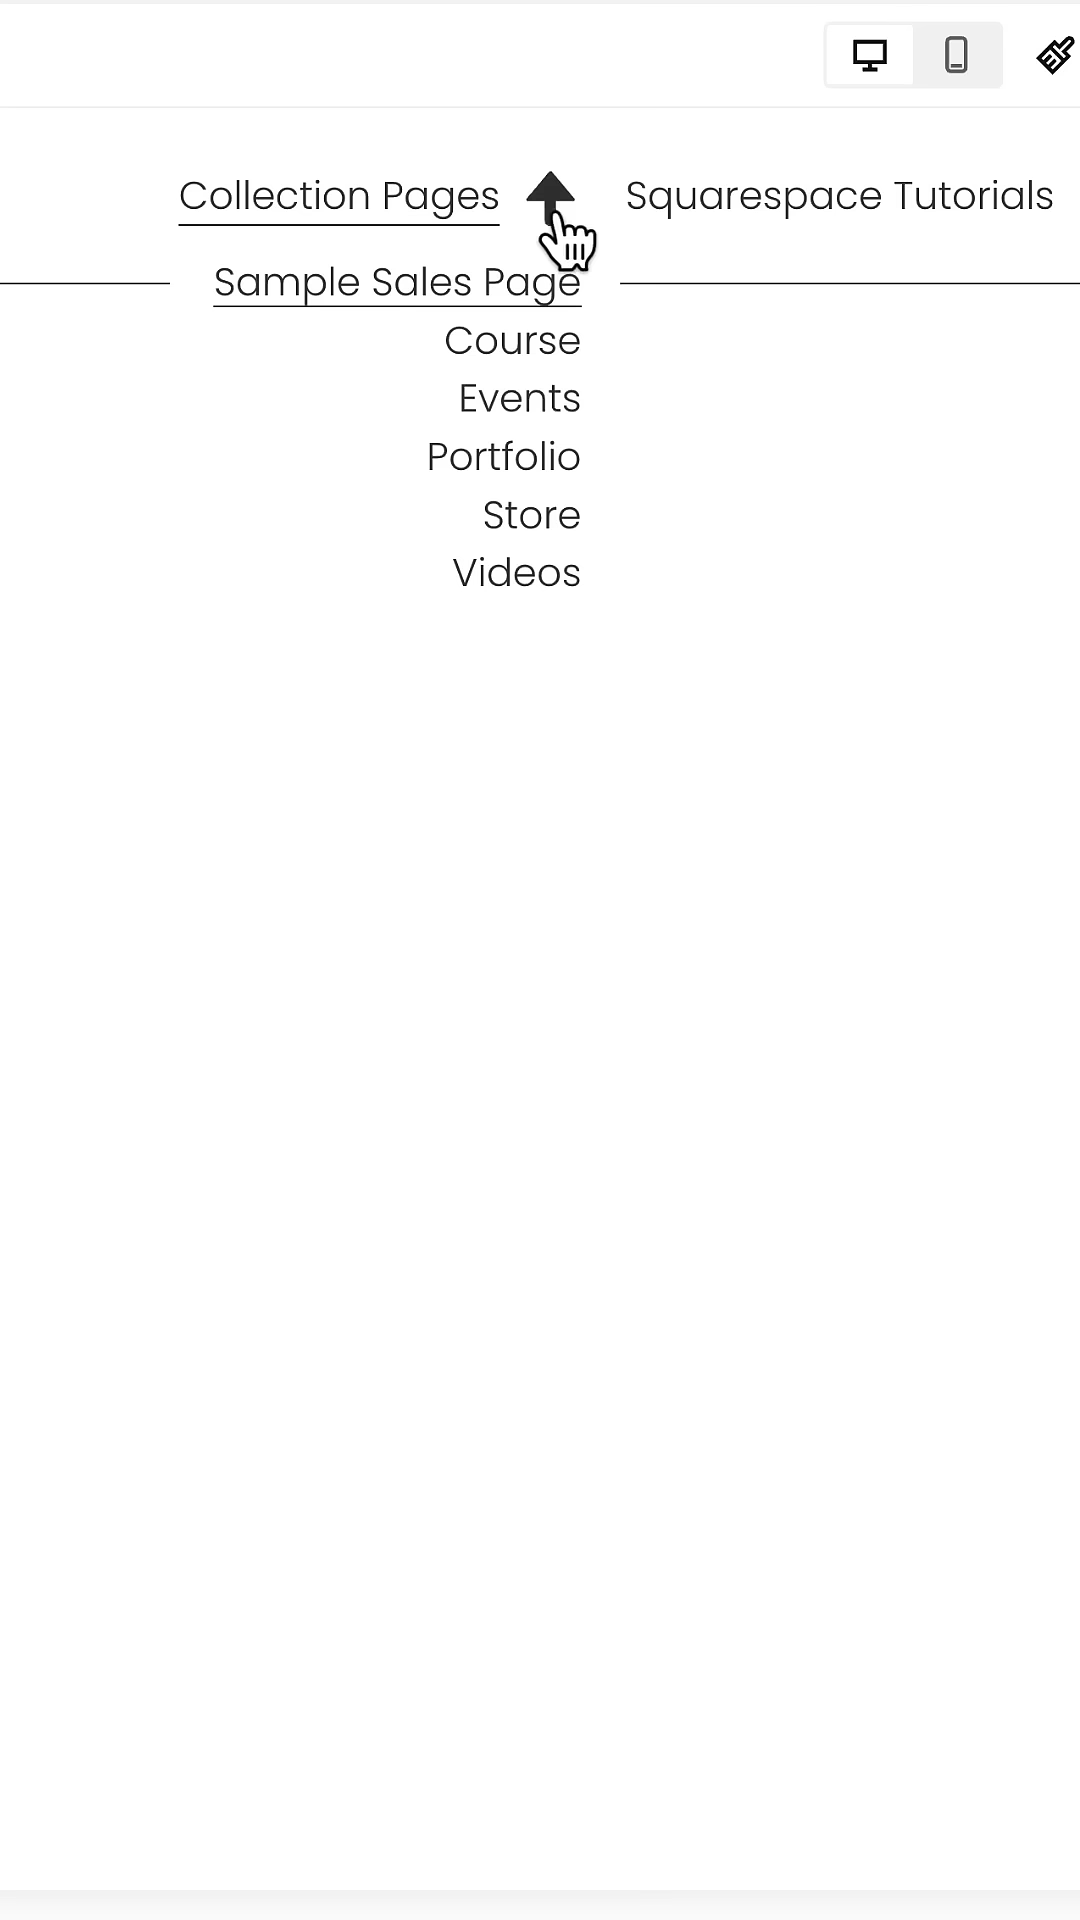 Collection Pages Squarespace Tutorials
Sample Sales Page
Course
Events
Portfolio
Store
Videos